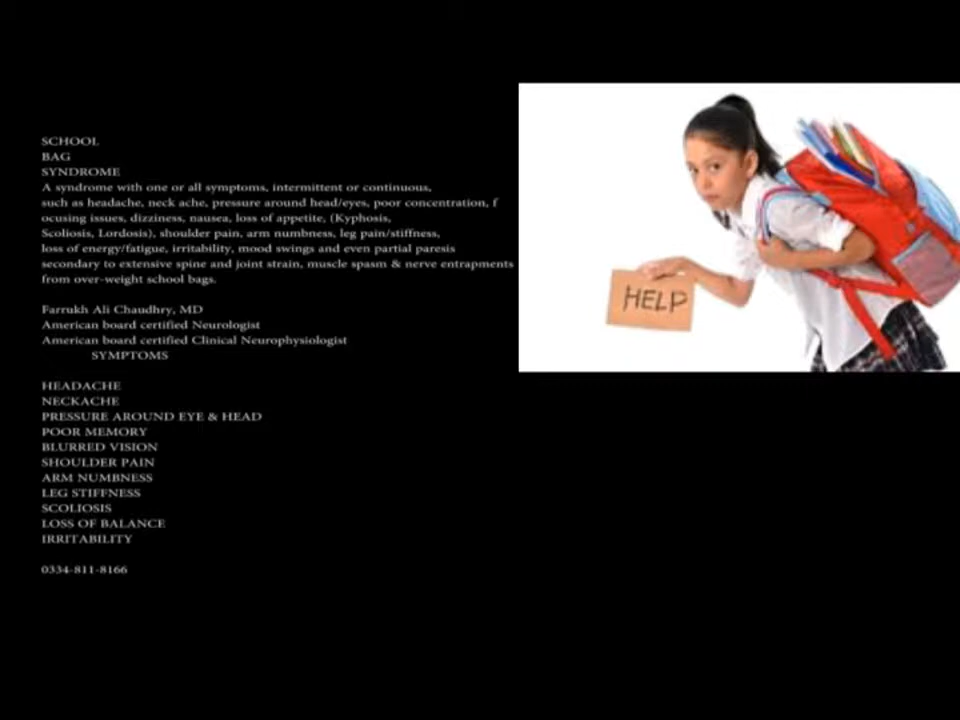 SCHOOL
BAG
SYNDROME
A syndrome with one or all symptoms, intermittent or continuous,
such as headache, neck ache, pressure around head/eyes, poor concentration, f
ocusing issues, dizziness, nausea, loss of appetite, (Kyphosis,
Scoliosis, Lordosis), shoulder pain, arm numbness, leg pain/stiffness,
loss of energy/fatigue, irritability, mood swings and even partial paresis
secondary to extensive spine and joint strain, muscle spasm & nerve entrapments
from over-weight school bags.
Farrukh Ali Chaudhry, MD
American board certified Neurologist
American board certified Clinical Neurophysiologist
SYMPTOMS
HEADACHE
NECKACHE
PRESSURE AROUND EYE & HEAD
POOR MEMORY
BLURRED VISION
SHOULDER PAIN
ARM NUMBNESS
LEG STIFFNESS
SCOLIOSIS
LOSS OF BALANCE
IRRITABILITY
0334-811-8166
HELP